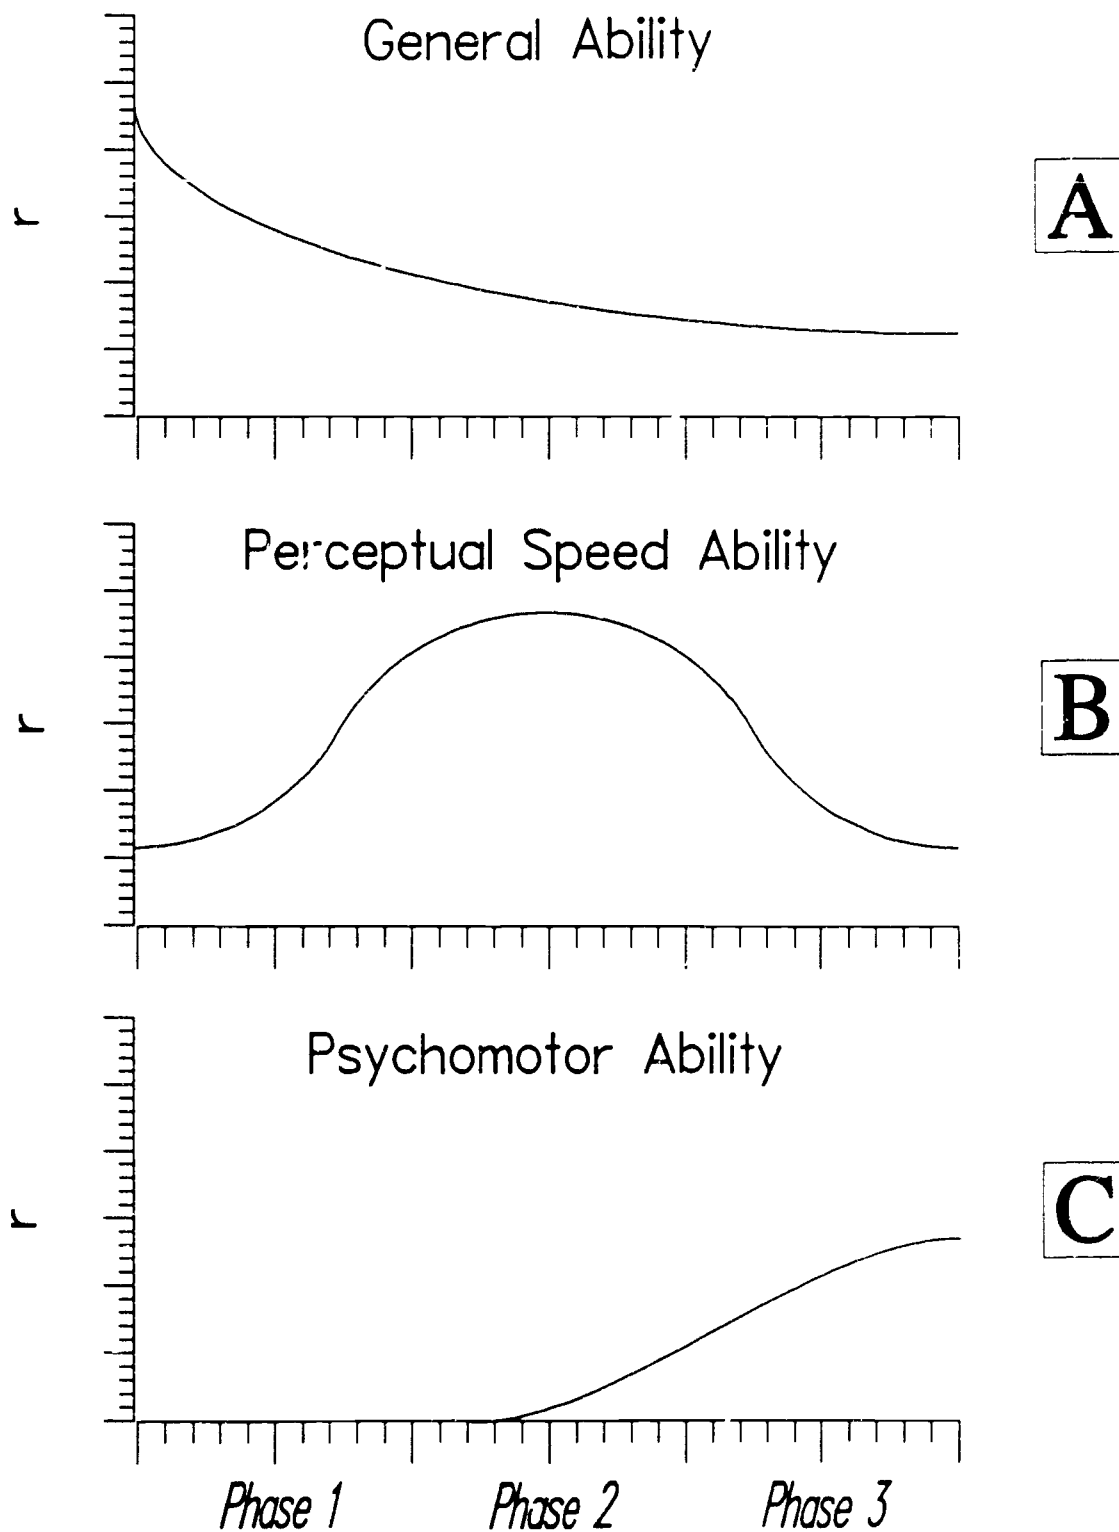 General Ability
r
A
Perceptual Speed Ability
r
B
Psychomotor Ability
r
C
Phase 1 Phase 2 Phase 3